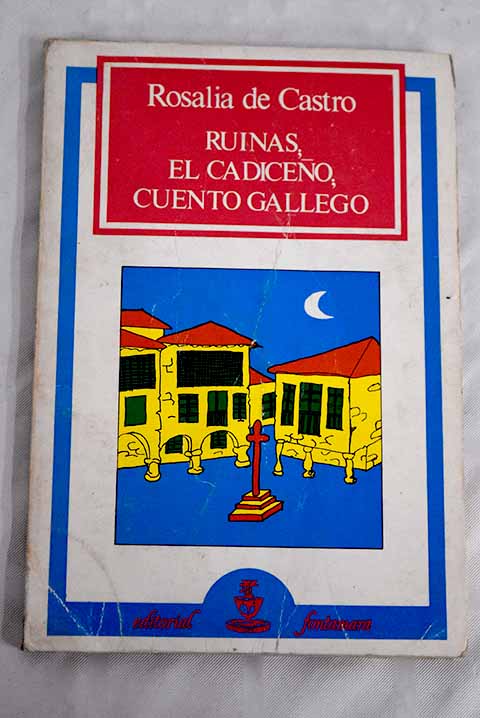 Rosalia de Castro
RUINAS,
EL CADICEÑO,
CUENTO GALLEGO
editorial fontamara